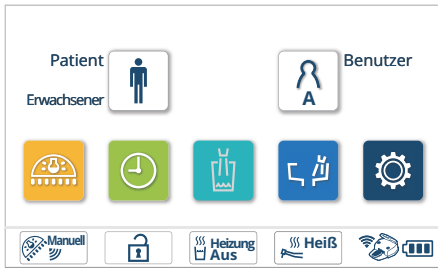 Patient
Benutzer
Erwachsener
A
Manuell
Heizung
Aus
Heiß